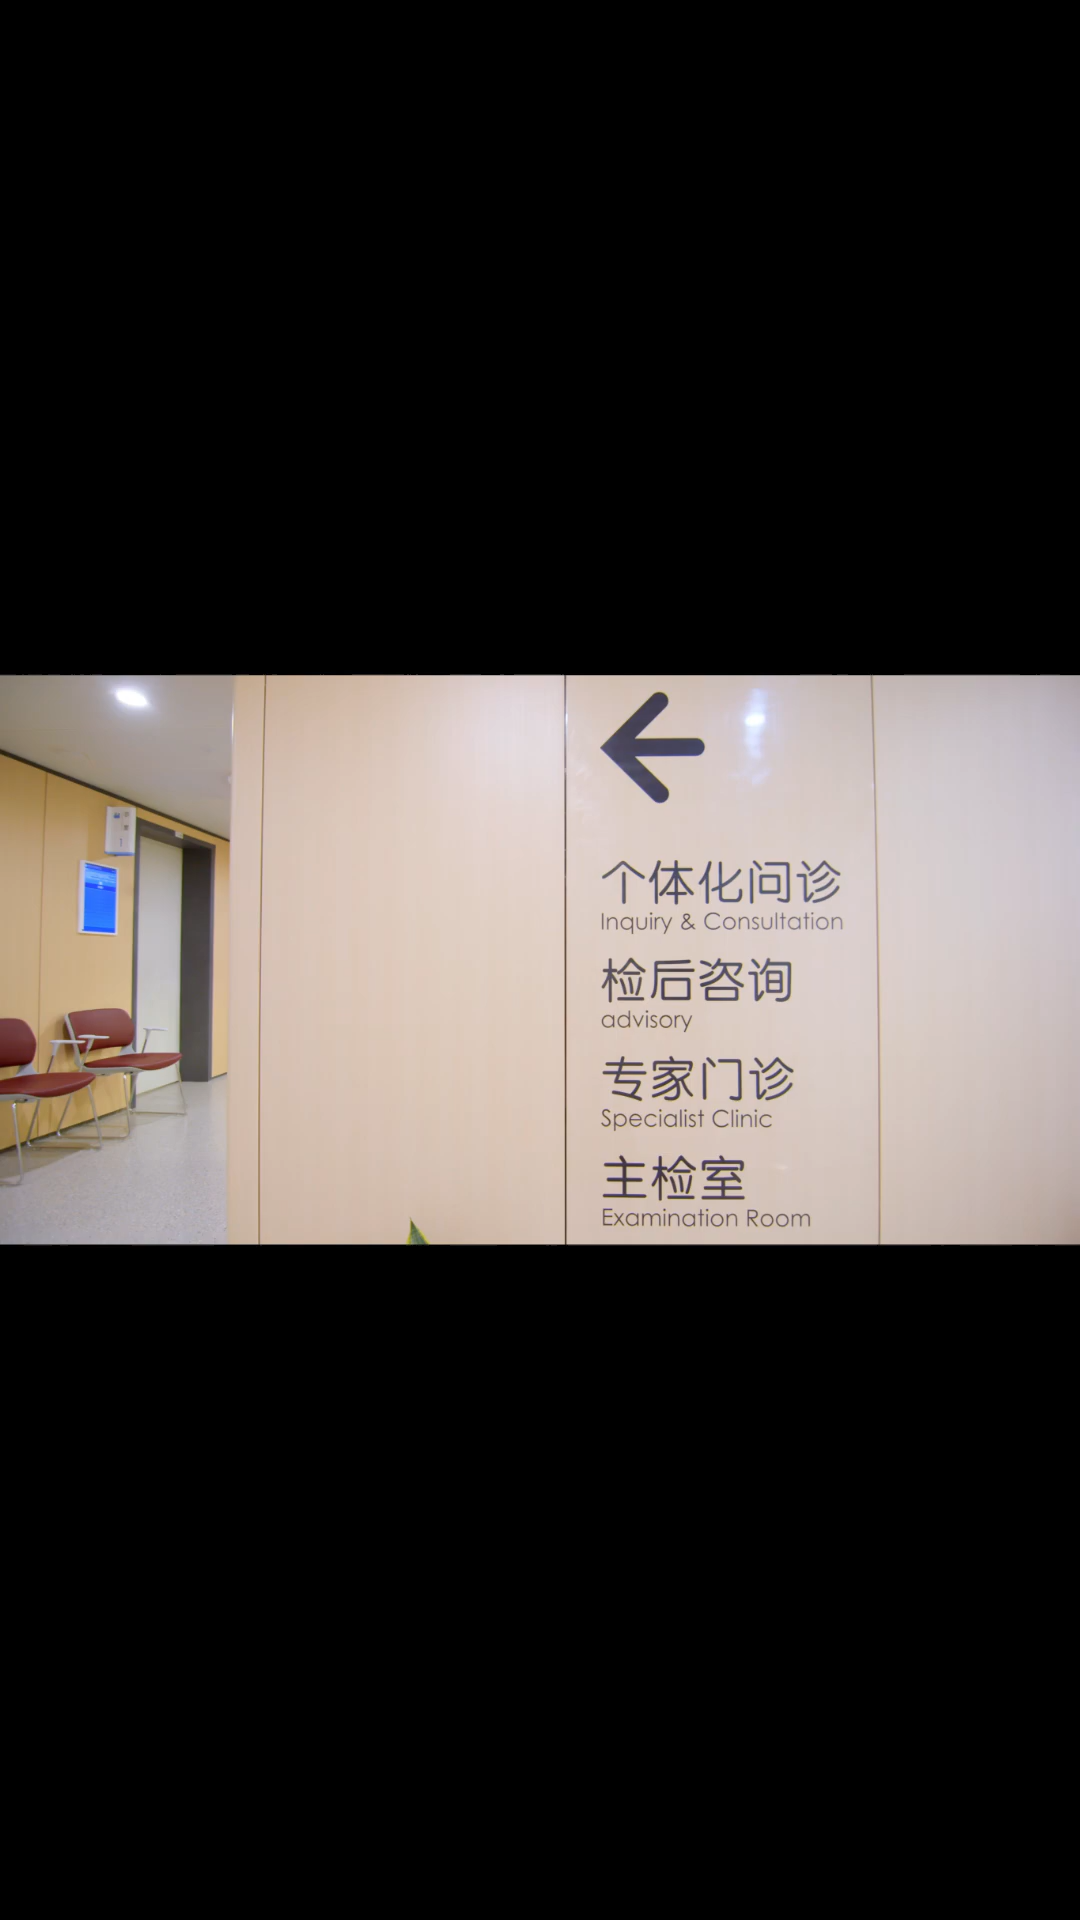 个体化问诊
Inquiry & Consultation
检后咨询
advisory
专家门诊
Specialist Clinic
主检室
Examination Room
1